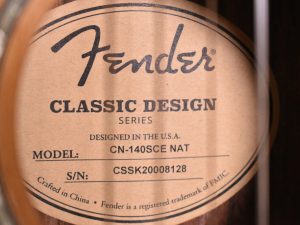 Fender
CLASSIC DESIGN
SERIES
DESIGNED IN THE U.S.A.
MODEL: CN-140SCE NAT
S/N: CSSK20008128
Crafted in China • Fender is a registered trademark of FMIC